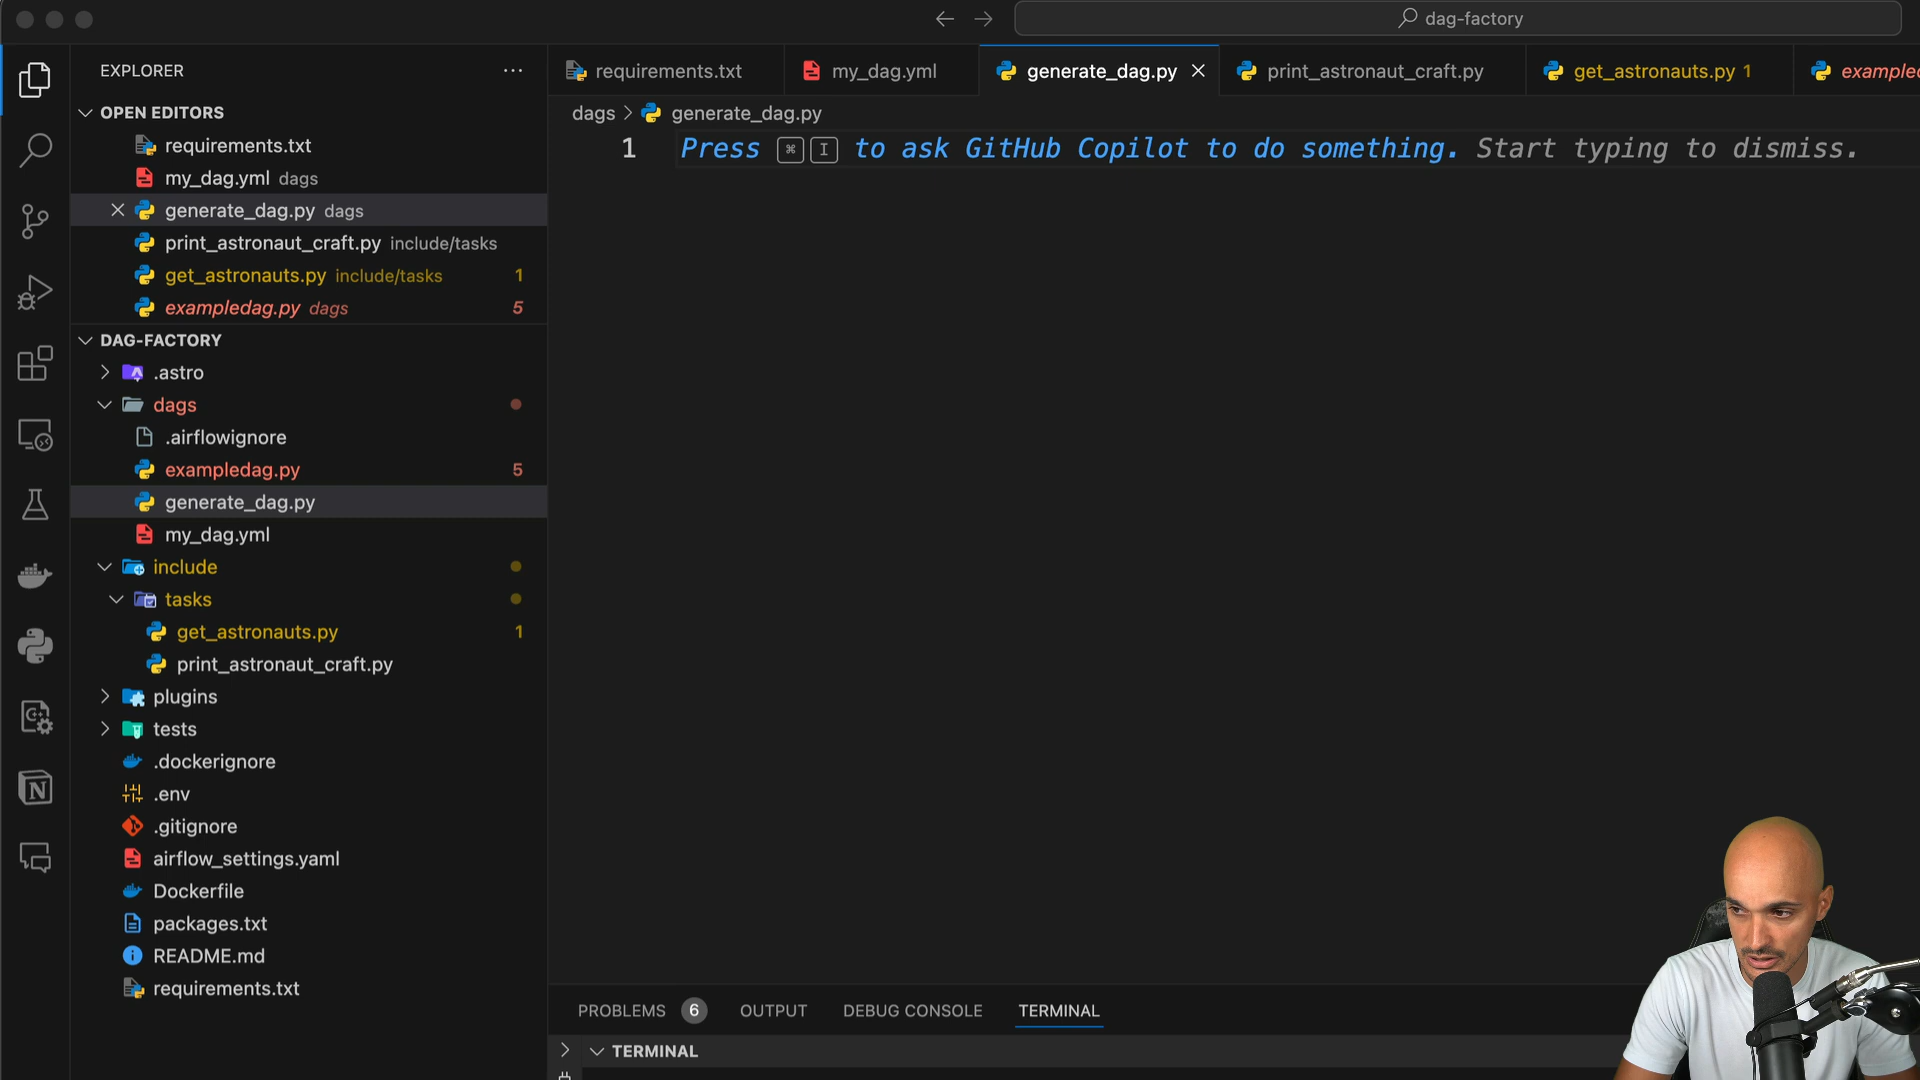 dag-factory
EXPLORER
OPEN EDITORS
requirements.txt
my_dag.yml dags
generate_dag.py dags
print_astronaut_craft.py include/tasks
get_astronauts.py include/tasks 1
exampledag.py dags 5
DAG-FACTORY
.astro
dags
.airflowignore
exampledag.py 5
generate_dag.py
my_dag.yml
include
tasks
get_astronauts.py 1
print_astronaut_craft.py
plugins
tests
.dockerignore
.env
.gitignore
airflow_settings.yaml
Dockerfile
packages.txt
README.md
requirements.txt
requirements.txt my_dag.yml generate_dag.py print_astronaut_craft.py get_astronauts.py 1
dags > generate_dag.py
1 Press ⌘ I to ask GitHub Copilot to do something. Start typing to dismiss.
PROBLEMS 6 OUTPUT DEBUG CONSOLE TERMINAL
TERMINAL